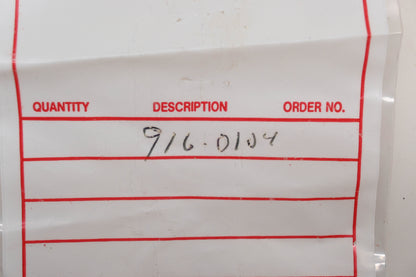 QUANTITY DESCRIPTION ORDER NO.
916-0104